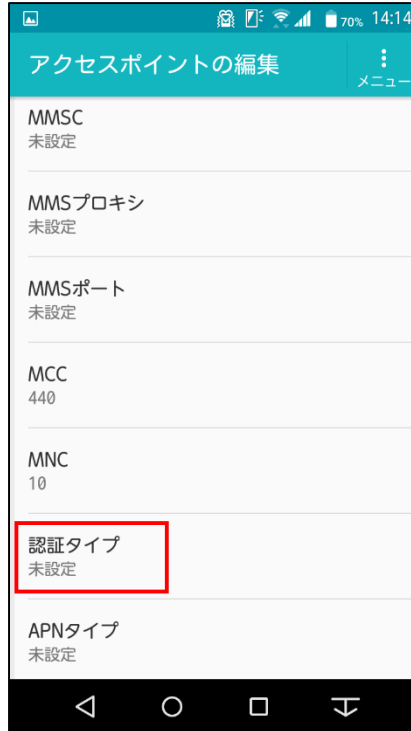 70% 14:14
アクセスポイントの編集
メニュー
MMSC
未設定
MMSプロキシ
未設定
MMSポート
未設定
MCC
440
MNC
10
認証タイプ
未設定
APNタイプ
未設定